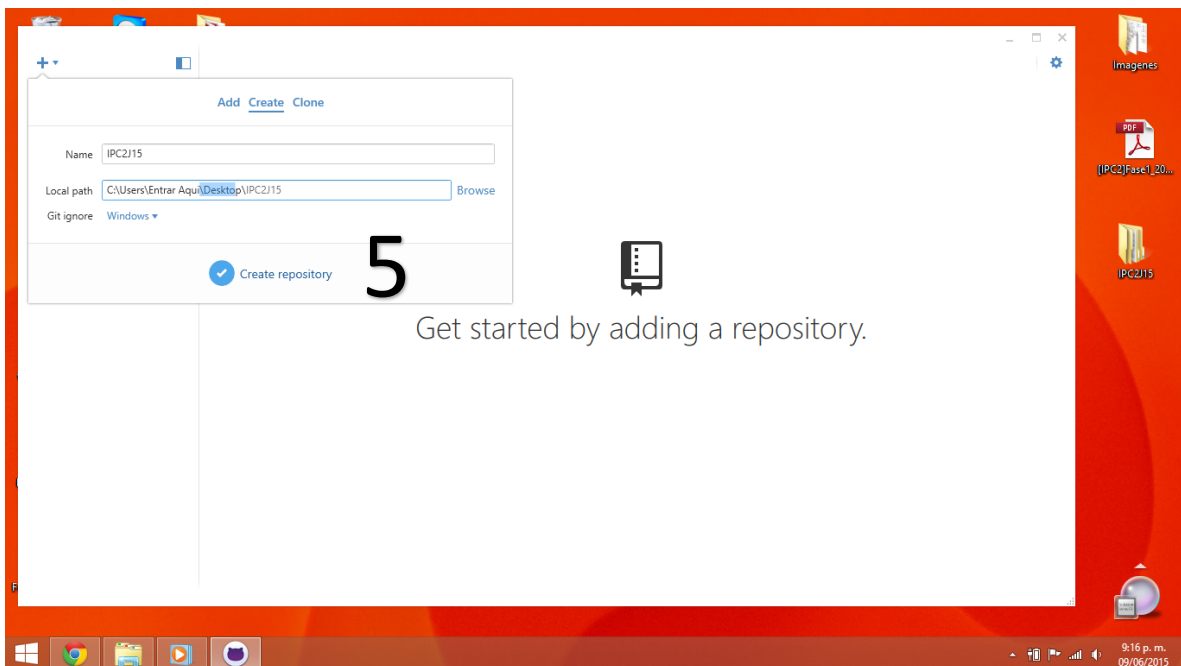 Add Create Clone
Name IPC2J15
Local path C:\Users\Entrar Aqui\Desktop\IPC2J15 Browse
Git ignore Windows
Create repository
5
Get started by adding a repository.
Imagenes
PDF
[IPC2]Fase1_20...
IPC2J15
9:16 p. m.
09/06/2015